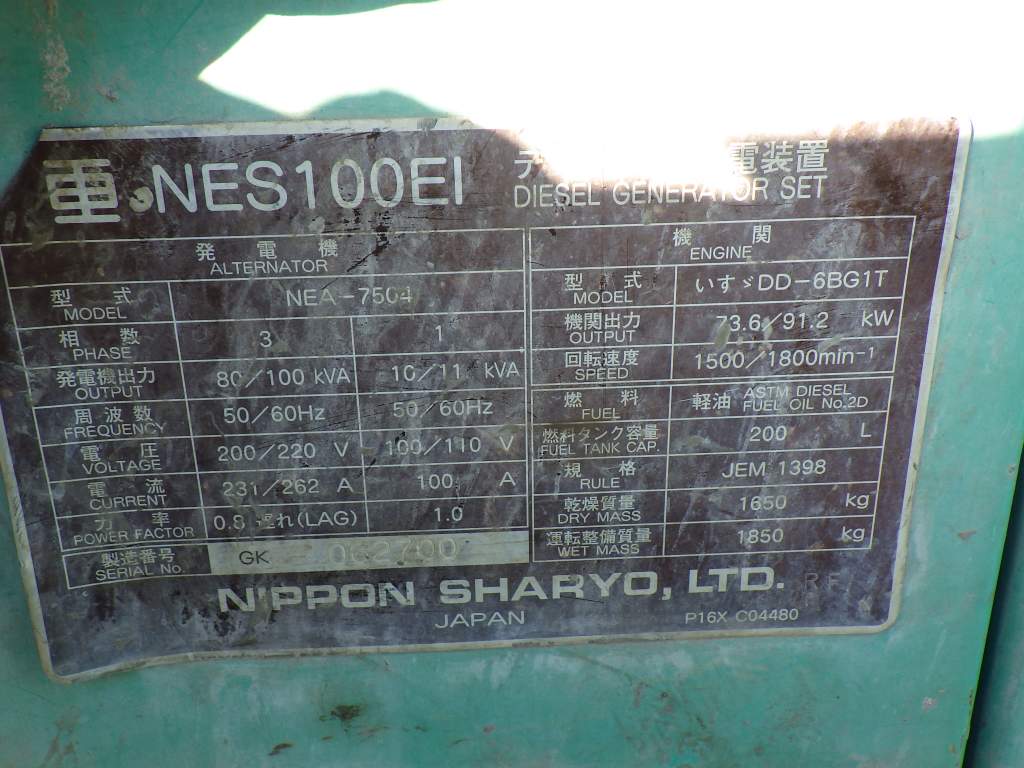 NES100EI
電装置
DIESEL GENERATOR SET
発電機
ALTERNATOR
型式
MODEL
NEA-7504
相数
PHASE
3
1
発電機出力
OUTPUT
80/100 kVA
10/11 kVA
周波数
FREQUENCY
50/60Hz
50/60Hz
電圧
VOLTAGE
200/220 V
100/110 V
電流
CURRENT
231/262 A
100 A
力率
POWER FACTOR
0.8 遅れ(LAG)
1.0
製造番号
SERIAL No.
GK
機関
ENGINE
型式
MODEL
いすゞDD-6BG1T
機関出力
OUTPUT
73.6/91.2 kW
回転速度
SPEED
1500/1800min-1
燃料
FUEL
軽油 ASTM DIESEL
FUEL OIL No.2D
燃料タンク容量
FUEL TANK CAP.
200 L
規格
RULE
JEM 1398
乾燥質量
DRY MASS
1650 kg
運転整備質量
WET MASS
1850 kg
NIPPON SHARYO, LTD.
JAPAN
P16X C04480